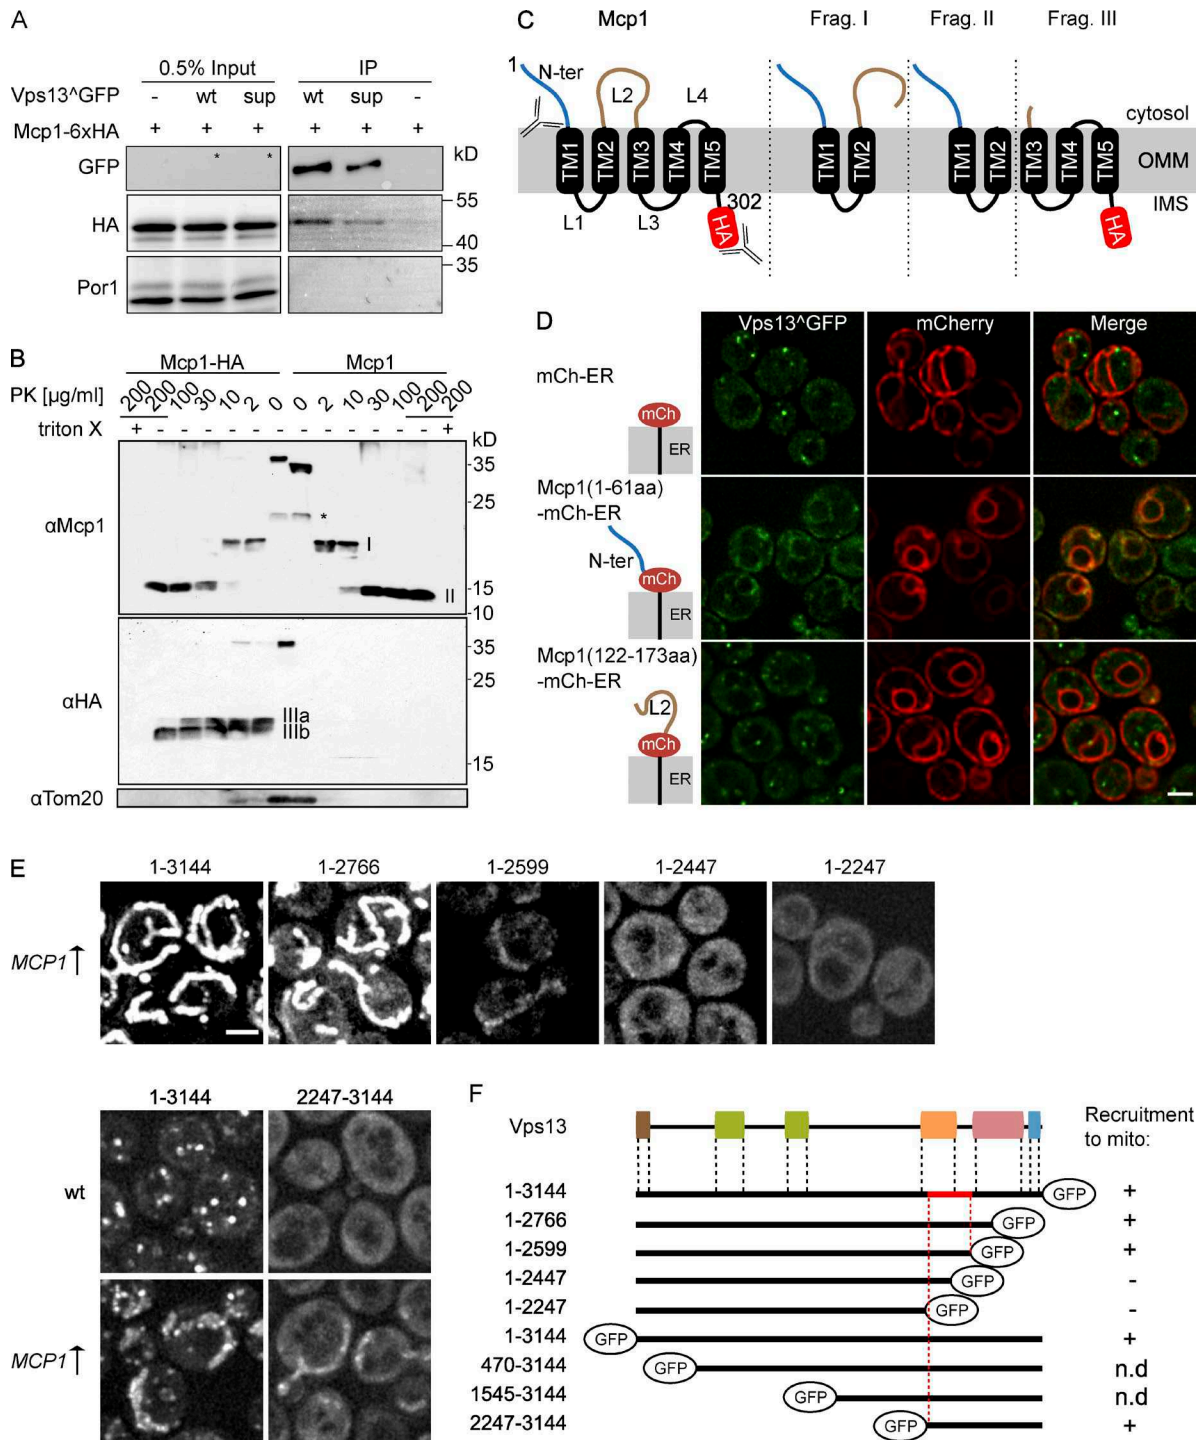 A
0.5% Input IP
Vps13^GFP - wt sup wt sup -
Mcp1-6xHA + + + + + +
kD
GFP * *
55
HA
40
35
Por1
B
Mcp1-HA Mcp1
PK [µg/ml] 200 200 100 30 10 2 0 0 2 10 30 100 200 200
triton X + - - - - - - - - - - - - +
kD
35
25
αMcp1 *
I
15
II
10
35
αHA
25
IIIa
IIIb
15
αTom20
C
Mcp1 Frag. I Frag. II Frag. III
1 N-ter
L2 L4
cytosol
TM1 TM2 TM3 TM4 TM5 TM1 TM2 TM1 TM2 TM3 TM4 TM5
OMM
IMS
L1 L3 302
HA HA
D
Vps13^GFP mCherry Merge
mCh-ER
mCh
ER
Mcp1(1-61aa)
-mCh-ER
N-ter
mCh
ER
Mcp1(122-173aa)
-mCh-ER
L2
mCh
ER
E
1-3144 1-2766 1-2599 1-2447 1-2247
MCP1↑
1-3144 2247-3144
wt
MCP1↑
F
Vps13
Recruitment
to mito:
1-3144 GFP +
1-2766 GFP +
1-2599 GFP +
1-2447 GFP -
1-2247 GFP -
1-3144 GFP +
470-3144 GFP n.d
1545-3144 GFP n.d
2247-3144 GFP +